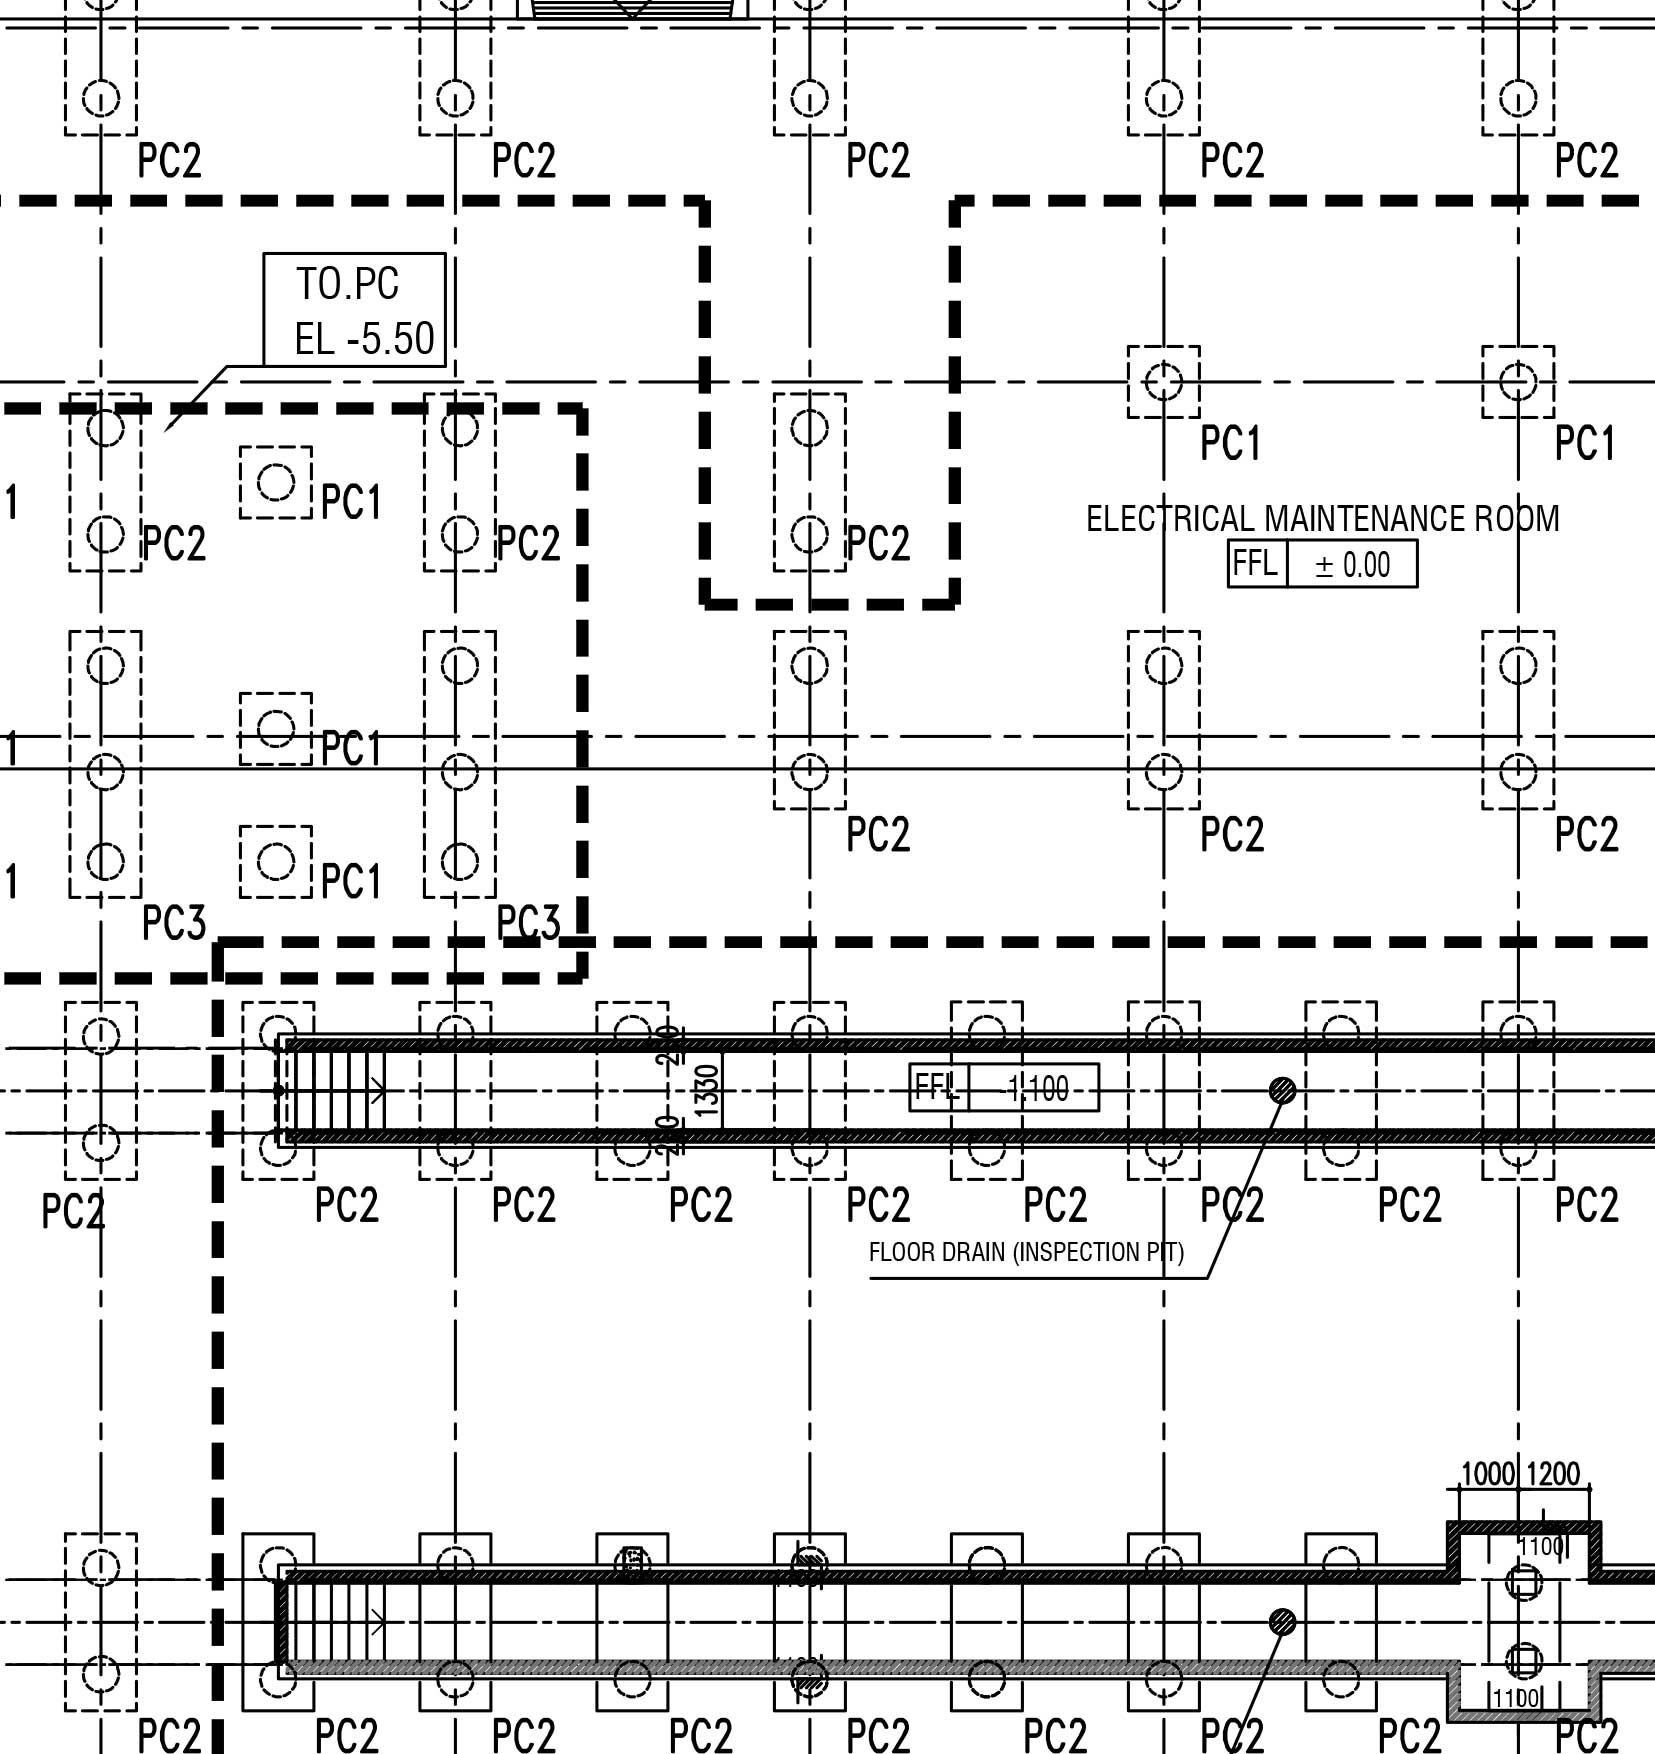 PC2 PC2 PC2 PC2 PC2
TO.PC
EL -5.50
PC1 PC1
1 PC1
ELECTRICAL MAINTENANCE ROOM
PC2 PC2 PC2
FFL ± 0.00
1 PC1
PC2 PC2 PC2
1 PC1
PC3 PC3
1330
FFL -1.100
PC2 PC2 PC2 PC2 PC2 PC2 PC2 PC2 PC2
FLOOR DRAIN (INSPECTION PIT)
1000 1200
1100
1100
PC2 PC2 PC2 PC2 PC2 PC2 PC2 PC2